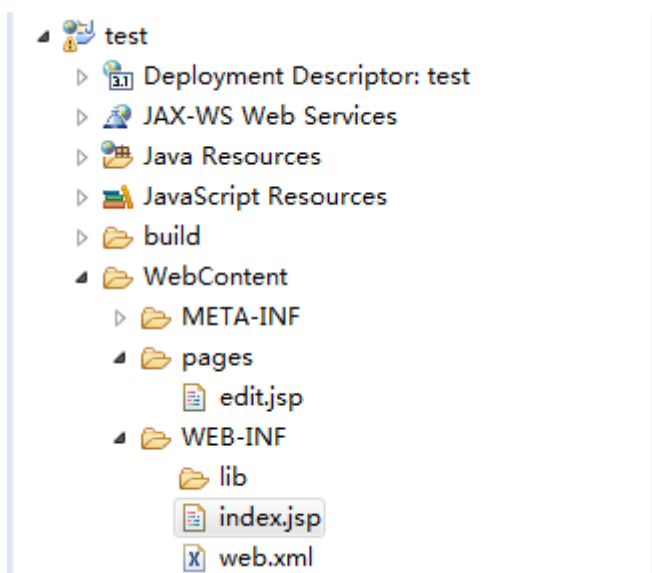 test
Deployment Descriptor: test
JAX-WS Web Services
Java Resources
JavaScript Resources
build
WebContent
META-INF
pages
edit.jsp
WEB-INF
lib
index.jsp
web.xml